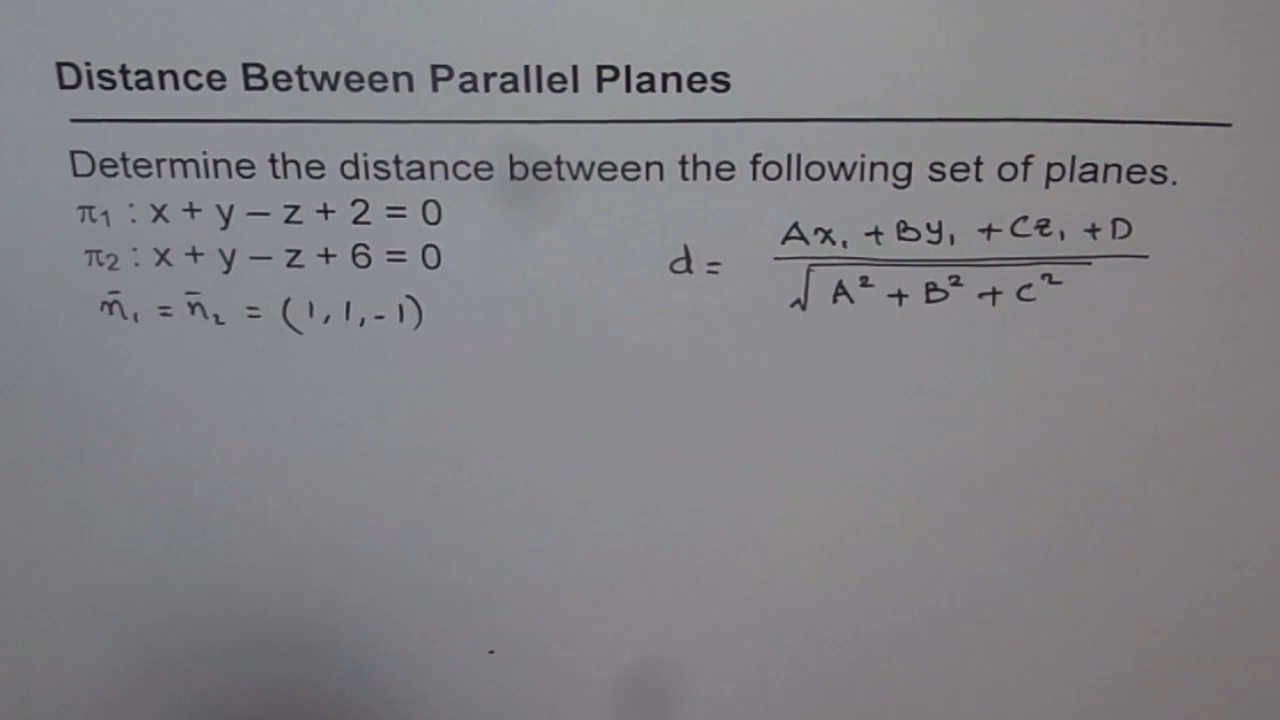 Distance Between Parallel Planes
Determine the distance between the following set of planes.
π1 : x + y – z + 2 = 0
π2 : x + y – z + 6 = 0
n̄₁ = n̄₂ = (1, 1, -1)
d = Ax₁ + By₁ + Cz₁ + D
√A² + B² + C²